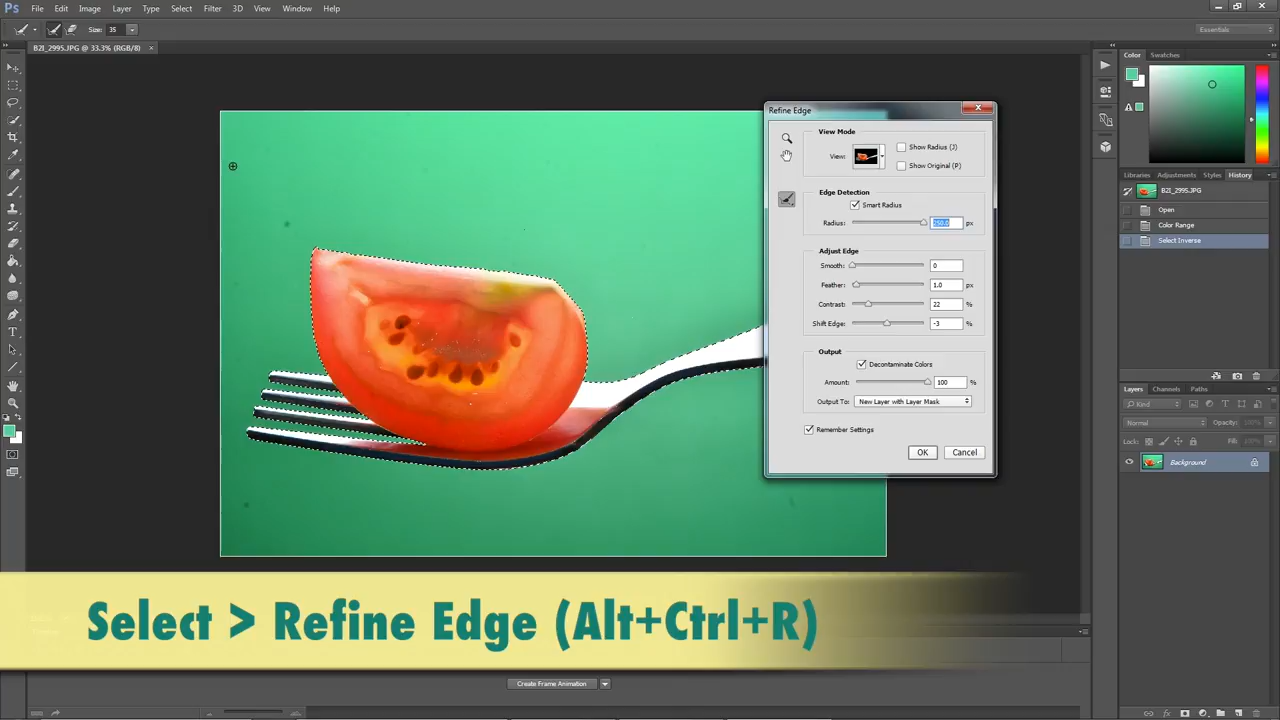 Ps File Edit Image Layer Type Select Filter 3D View Window Help
Size: 35
Essentials
B2I_2995.JPG @ 33.3% (RGB/8) ×
Color Swatches
Refine Edge
View Mode
View:
Show Radius (J)
Show Original (P)
Edge Detection
Smart Radius
Radius: px
Adjust Edge
Smooth: 0
Feather: 1.0 px
Contrast: 22 %
Shift Edge: -3 %
Output
Decontaminate Colors
Amount: 100 %
Output To: New Layer with Layer Mask
Remember Settings
OK Cancel
Libraries Adjustments Styles History
B2I_2995.JPG
Open
Color Range
Select Inverse
Layers Channels Paths
Kind
Normal Opacity:
Lock: Fill:
Background
Select > Refine Edge (Alt+Ctrl+R)
Create Frame Animation